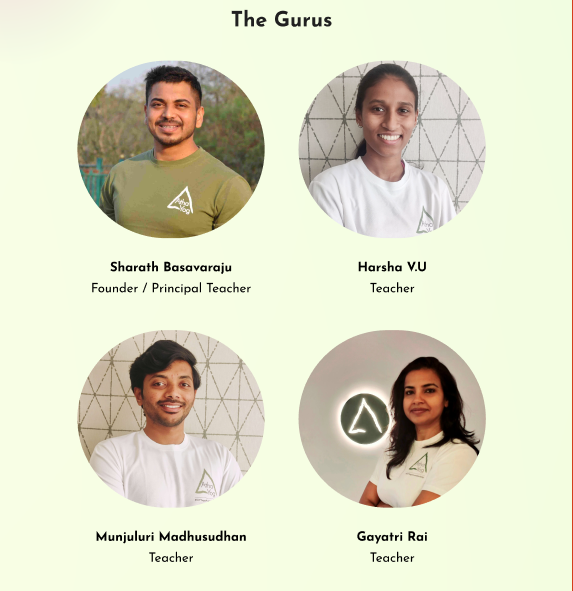 The Gurus
Sharath Basavaraju
Founder / Principal Teacher
Harsha V.U
Teacher
Munjuluri Madhusudhan
Teacher
Gayatri Rai
Teacher